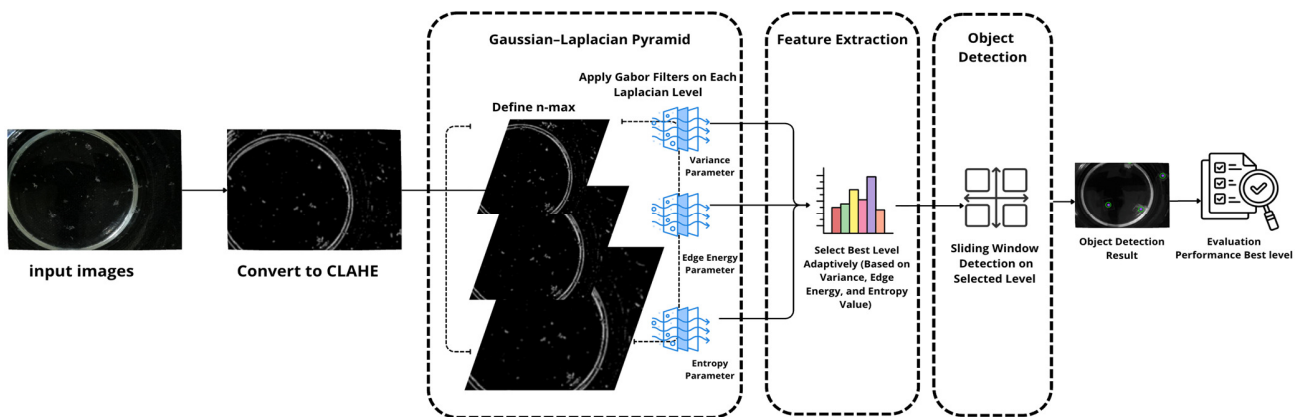 input images
Convert to CLAHE
Gaussian–Laplacian Pyramid
Apply Gabor Filters on Each
Laplacian Level
Define n-max
Variance
Parameter
Edge Energy
Parameter
Entropy
Parameter
Feature Extraction
Select Best Level
Adaptively (Based on
Variance, Edge
Energy, and Entropy
Value)
Object
Detection
Sliding Window
Detection on
Selected Level
Object Detection
Result
Evaluation
Performance Best level